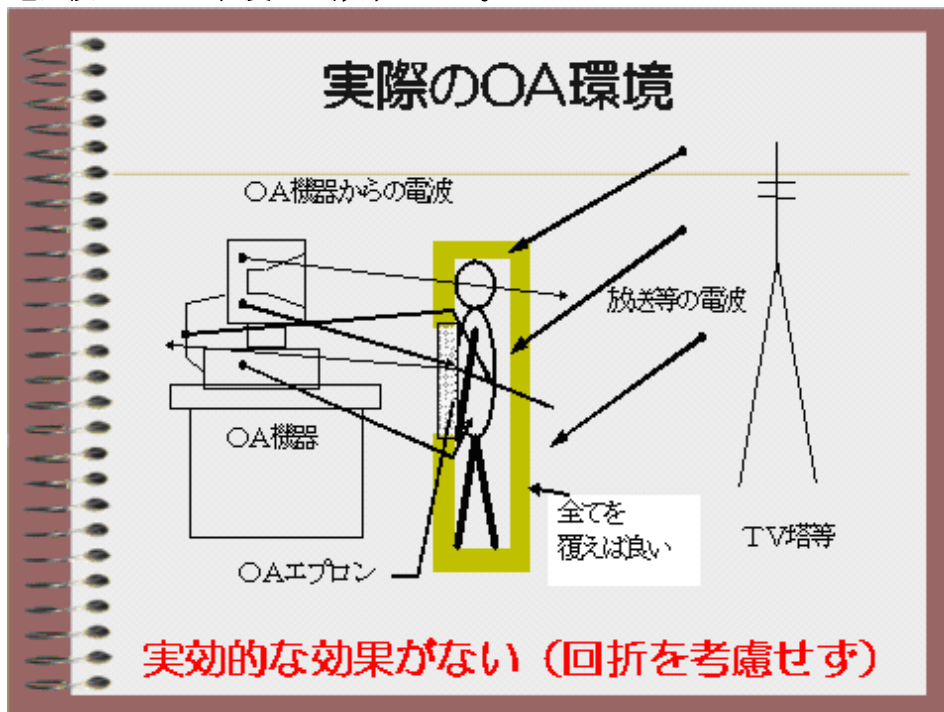 実際のOA環境
OA機器からの電波
放送等の電波
OA機器
全てを
覆えば良い
TV塔等
OAエプロン
実効的な効果がない（回折を考慮せず）